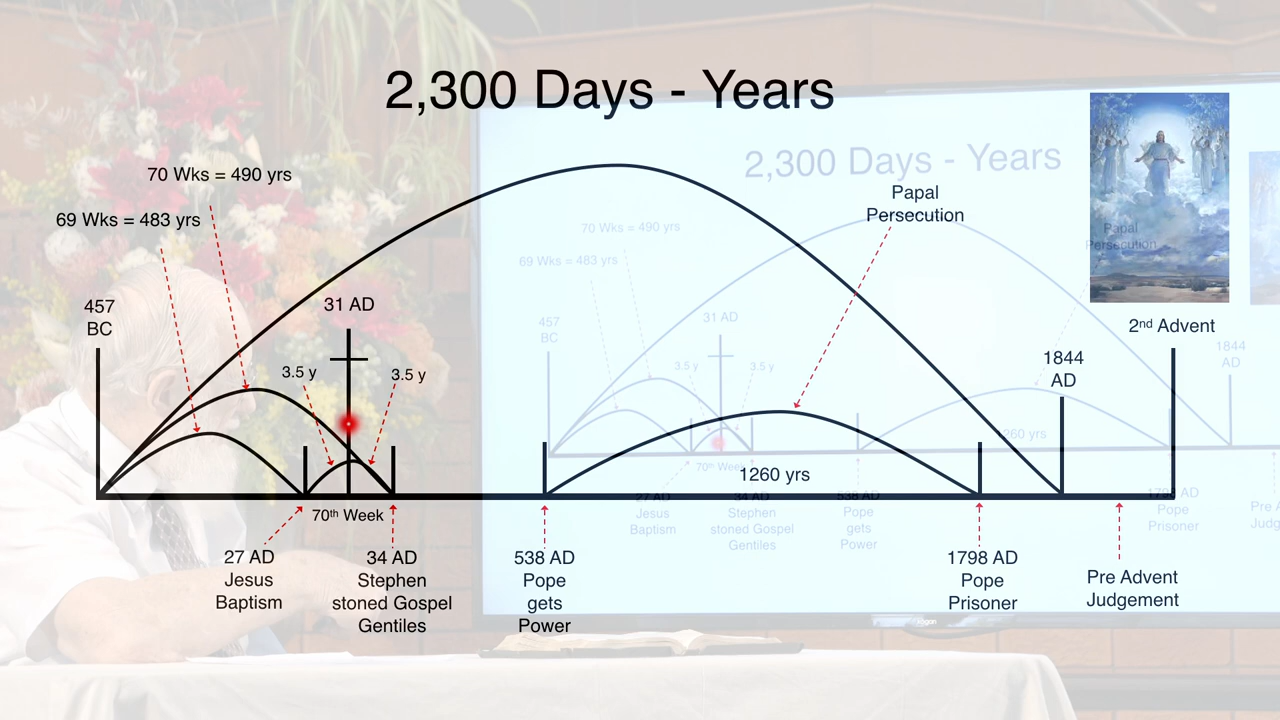 2,300 Days - Years
70 Wks = 490 yrs
69 Wks = 483 yrs
457
BC
31 AD
3.5 y
3.5 y
Papal
Persecution
2nd Advent
1844
AD
1260 yrs
70th Week
27 AD
Jesus
Baptism
34 AD
Stephen
stoned Gospel
Gentiles
538 AD
Pope
gets
Power
1798 AD
Pope
Prisoner
Pre Advent
Judgement
2,300 Days - Years
70 Wks = 490 yrs
69 Wks = 483 yrs
457
BC
31 AD
3.5 y
3.5 y
Papal
Persecution
1844
AD
1260 yrs
70th Week
27 AD
Jesus
Baptism
34 AD
Stephen
stoned Gospel
Gentiles
538 AD
Pope
gets
Power
1798 AD
Pope
Prisoner